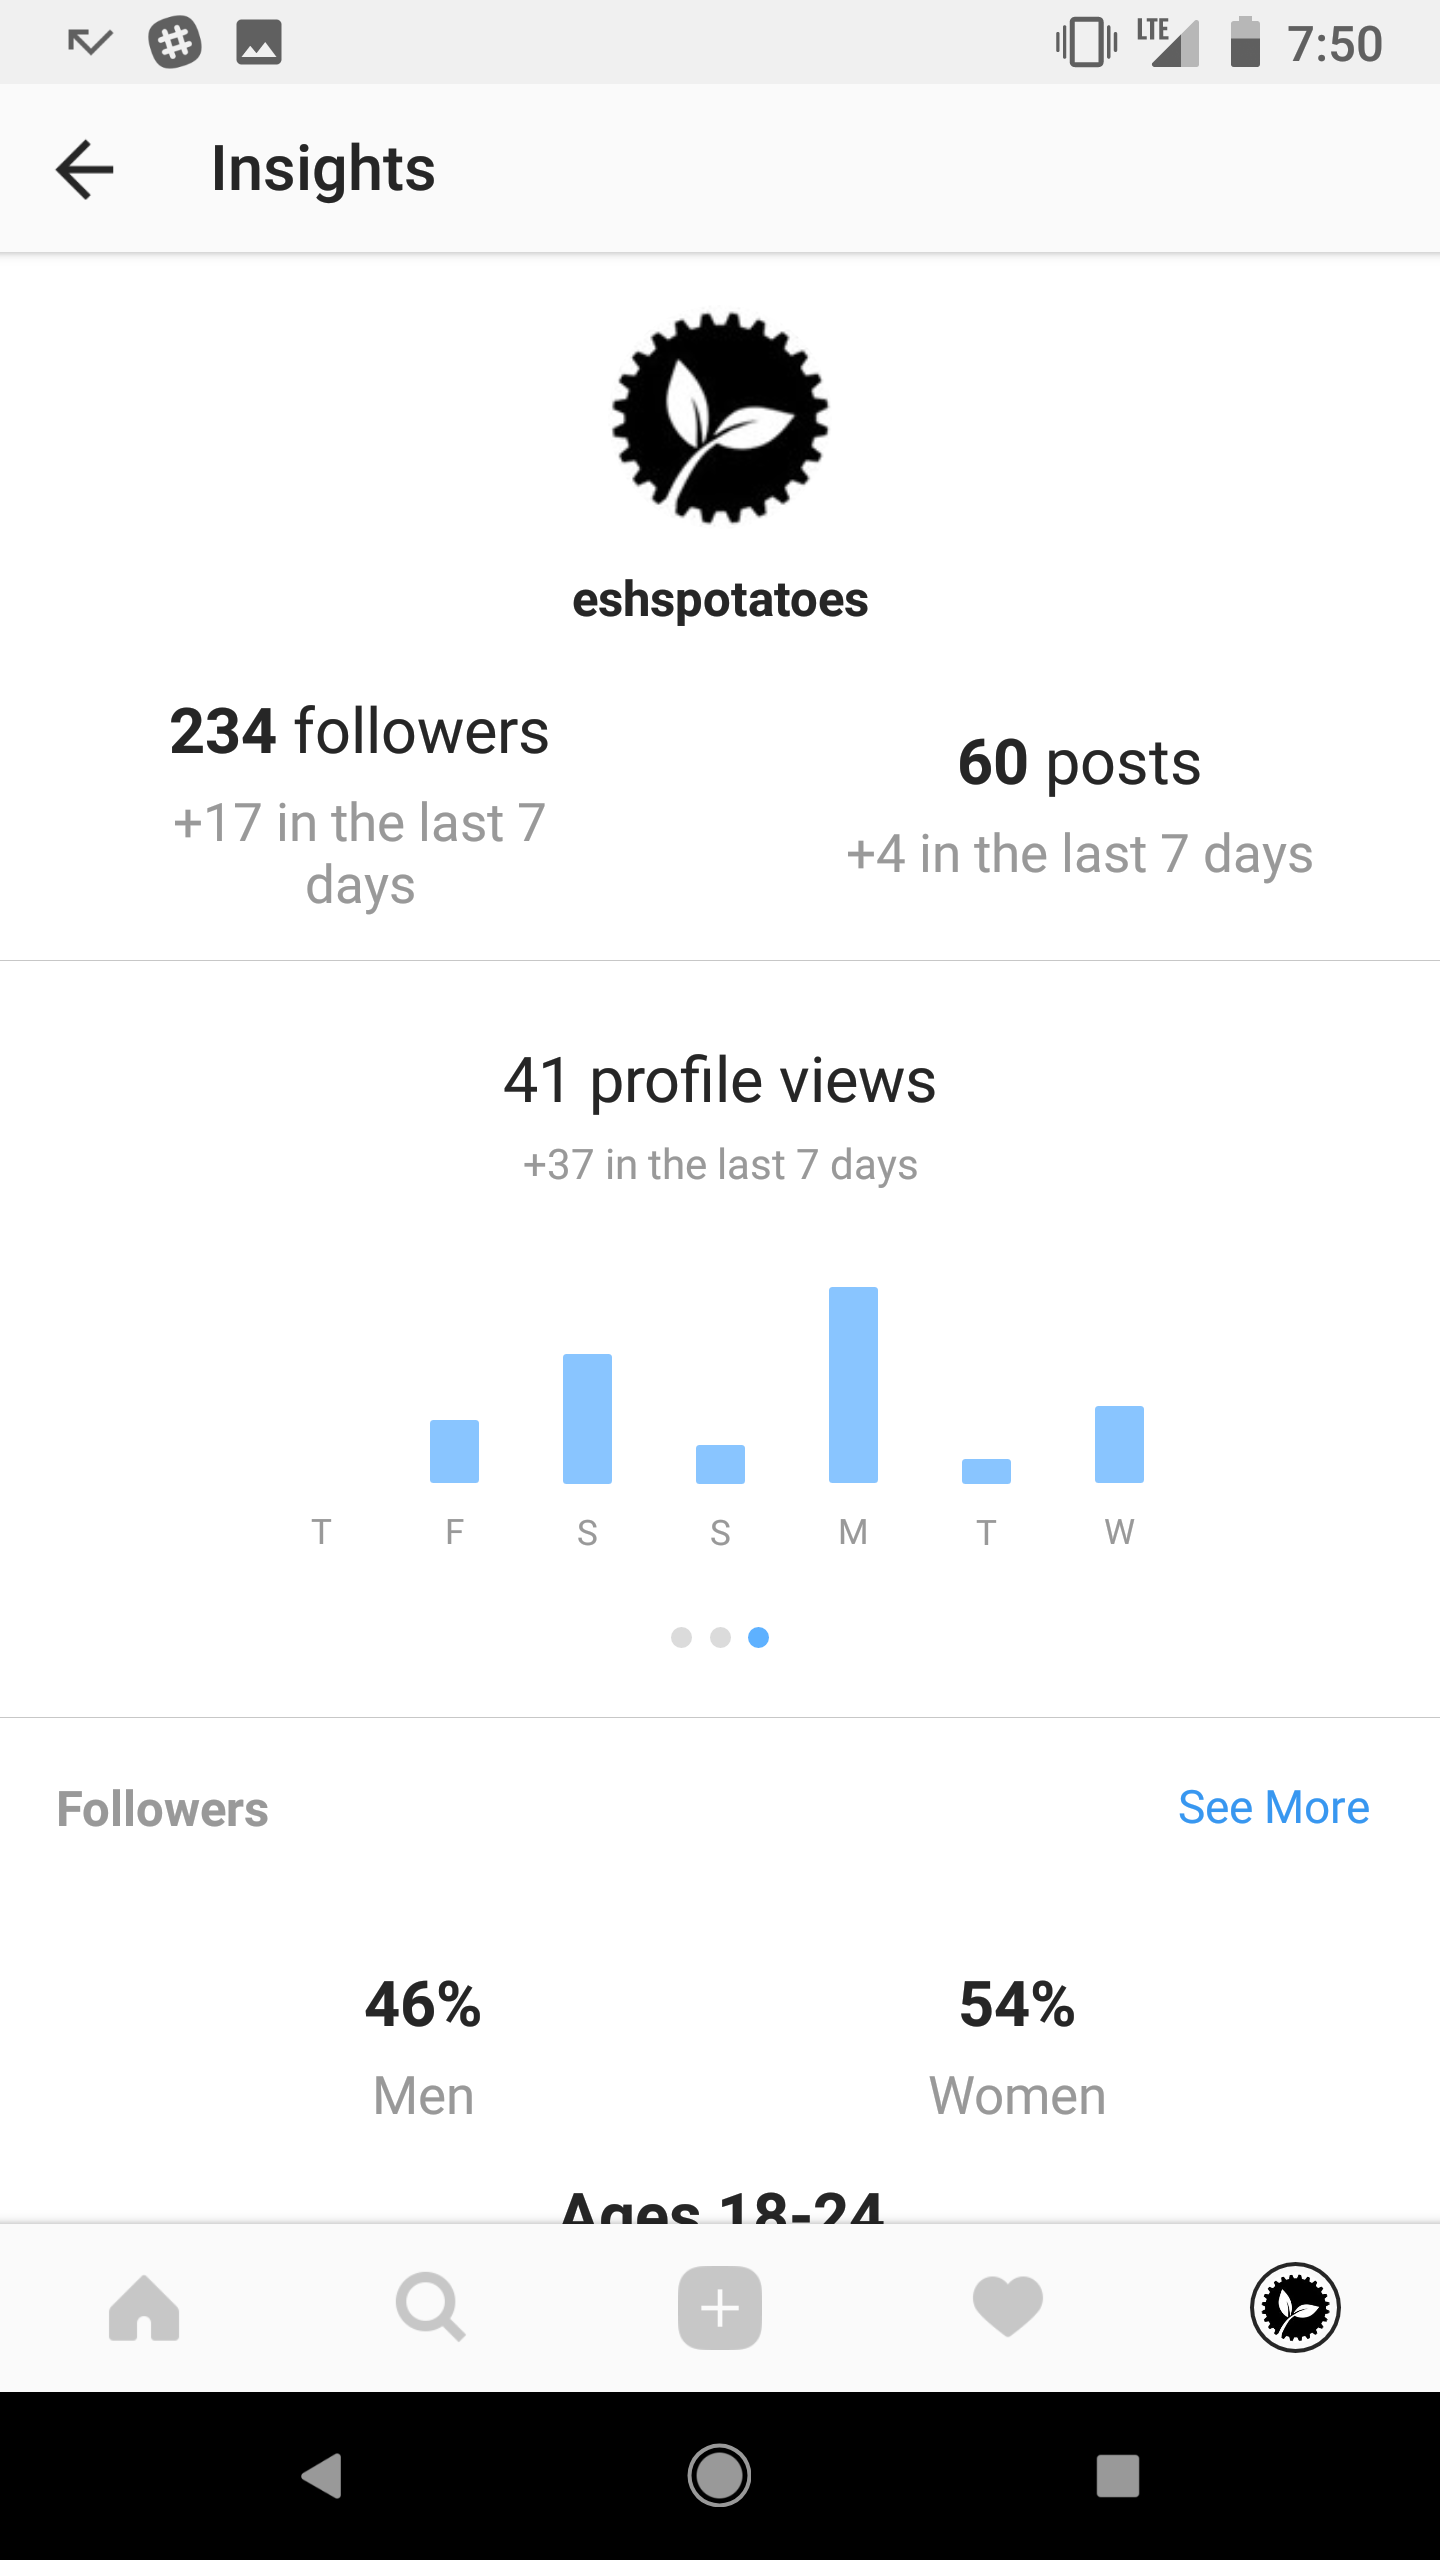 LTE 7:50
Insights
eshspotatoes
234 followers
+17 in the last 7
days
60 posts
+4 in the last 7 days
41 profile views
+37 in the last 7 days
T F S S M T W
Followers See More
46% 54%
Men Women
Ages 18-24